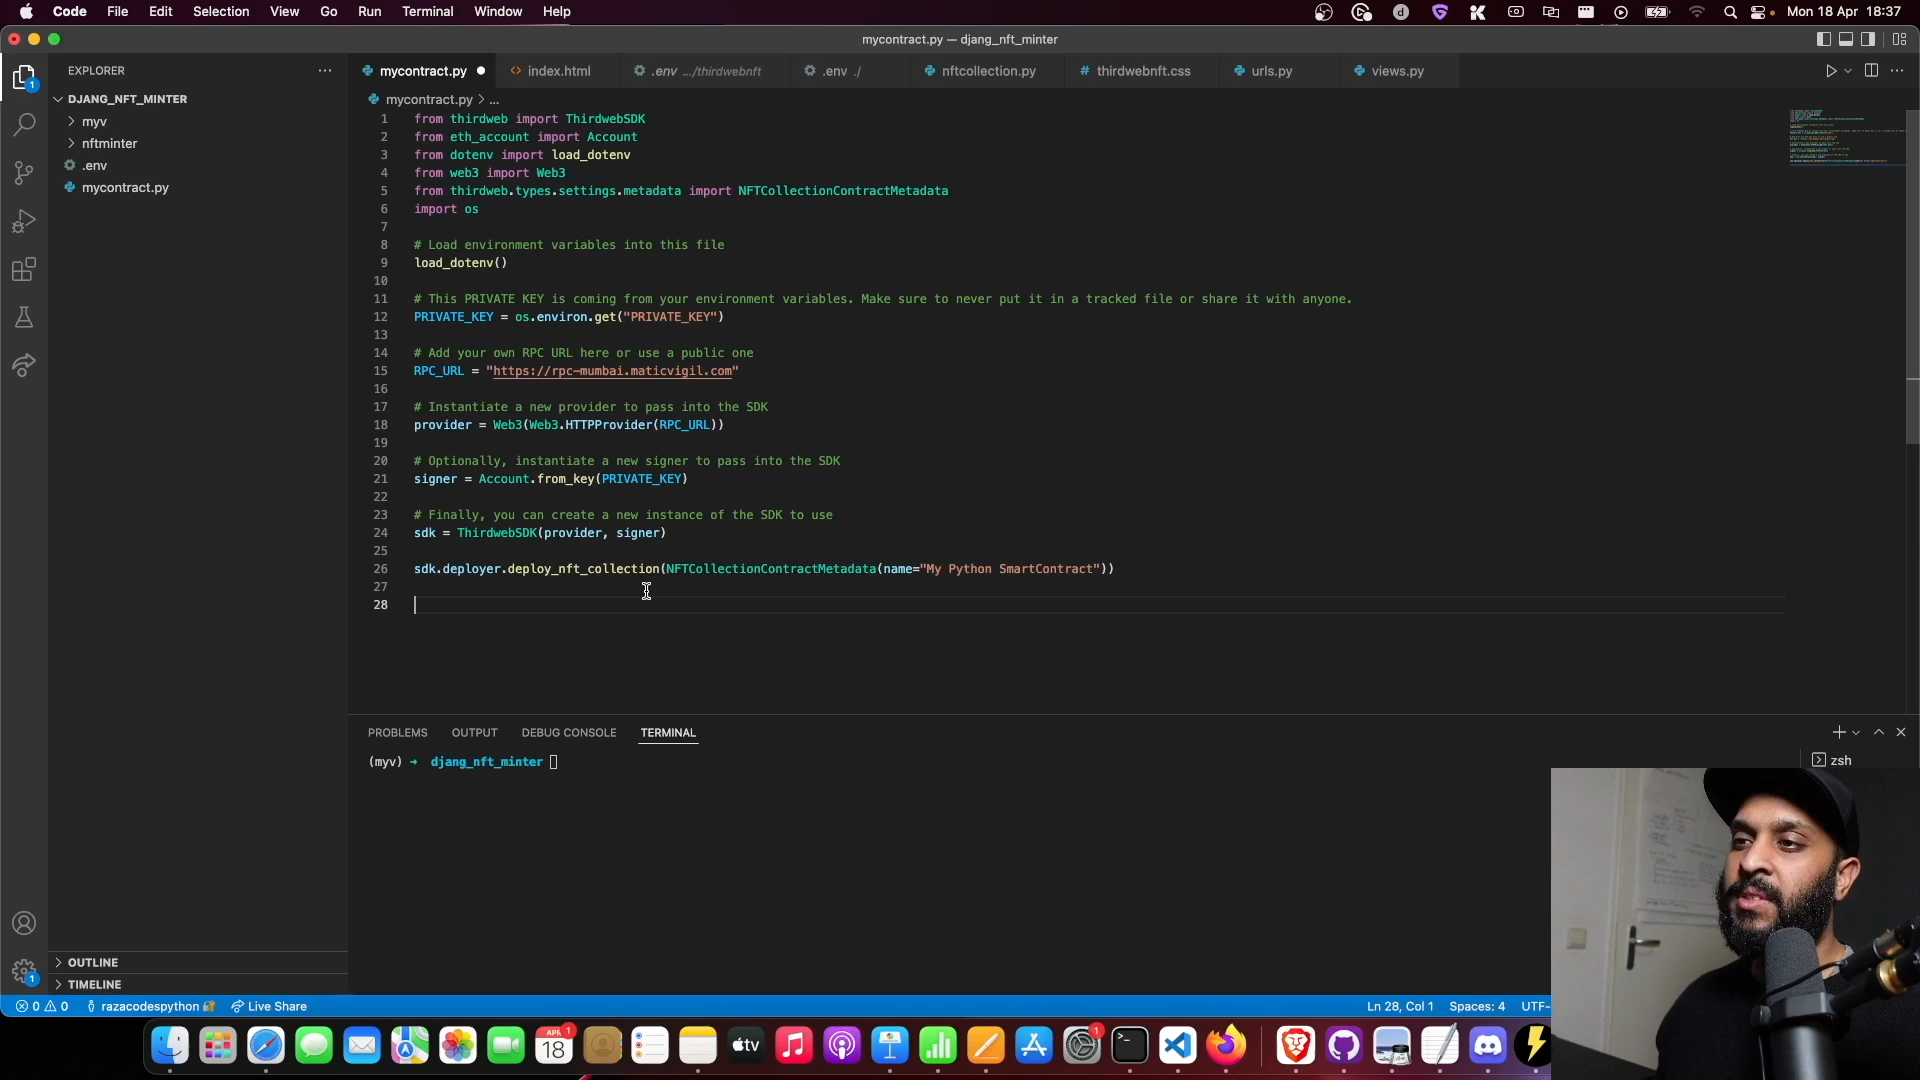 Code File Edit Selection View Go Run Terminal Window Help Mon 18 Apr 18:37
mycontract.py — djang_nft_minter
EXPLORER
mycontract.py index.html .env .../thirdwebnft .env ./ nftcollection.py thirdwebnft.css urls.py views.py
DJANG_NFT_MINTER
myv
nftminter
.env
mycontract.py
mycontract.py > ...
1 from thirdweb import ThirdwebSDK
2 from eth_account import Account
3 from dotenv import load_dotenv
4 from web3 import Web3
5 from thirdweb.types.settings.metadata import NFTCollectionContractMetadata
6 import os
7
8 # Load environment variables into this file
9 load_dotenv()
10
11 # This PRIVATE KEY is coming from your environment variables. Make sure to never put it in a tracked file or share it with anyone.
12 PRIVATE_KEY = os.environ.get("PRIVATE_KEY")
13
14 # Add your own RPC URL here or use a public one
15 RPC_URL = "https://rpc-mumbai.maticvigil.com"
16
17 # Instantiate a new provider to pass into the SDK
18 provider = Web3(Web3.HTTPProvider(RPC_URL))
19
20 # Optionally, instantiate a new signer to pass into the SDK
21 signer = Account.from_key(PRIVATE_KEY)
22
23 # Finally, you can create a new instance of the SDK to use
24 sdk = ThirdwebSDK(provider, signer)
25
26 sdk.deployer.deploy_nft_collection(NFTCollectionContractMetadata(name="My Python SmartContract"))
27
28
PROBLEMS OUTPUT DEBUG CONSOLE TERMINAL
(myv) → djang_nft_minter
zsh
OUTLINE
TIMELINE
0 0 razacodespython Live Share Ln 28, Col 1 Spaces: 4 UTF-
APR 18
tv